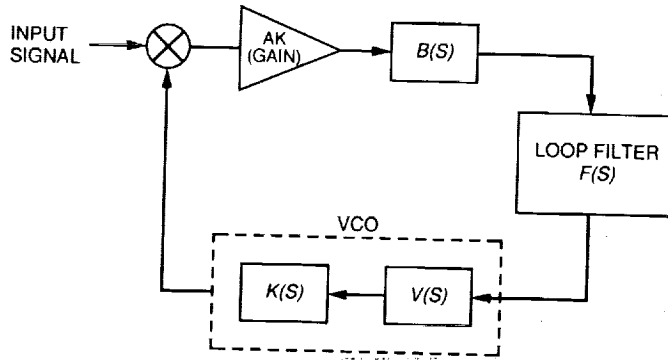 INPUT
SIGNAL
AK
(GAIN)
B(S)
LOOP FILTER
F(S)
VCO
K(S)
V(S)